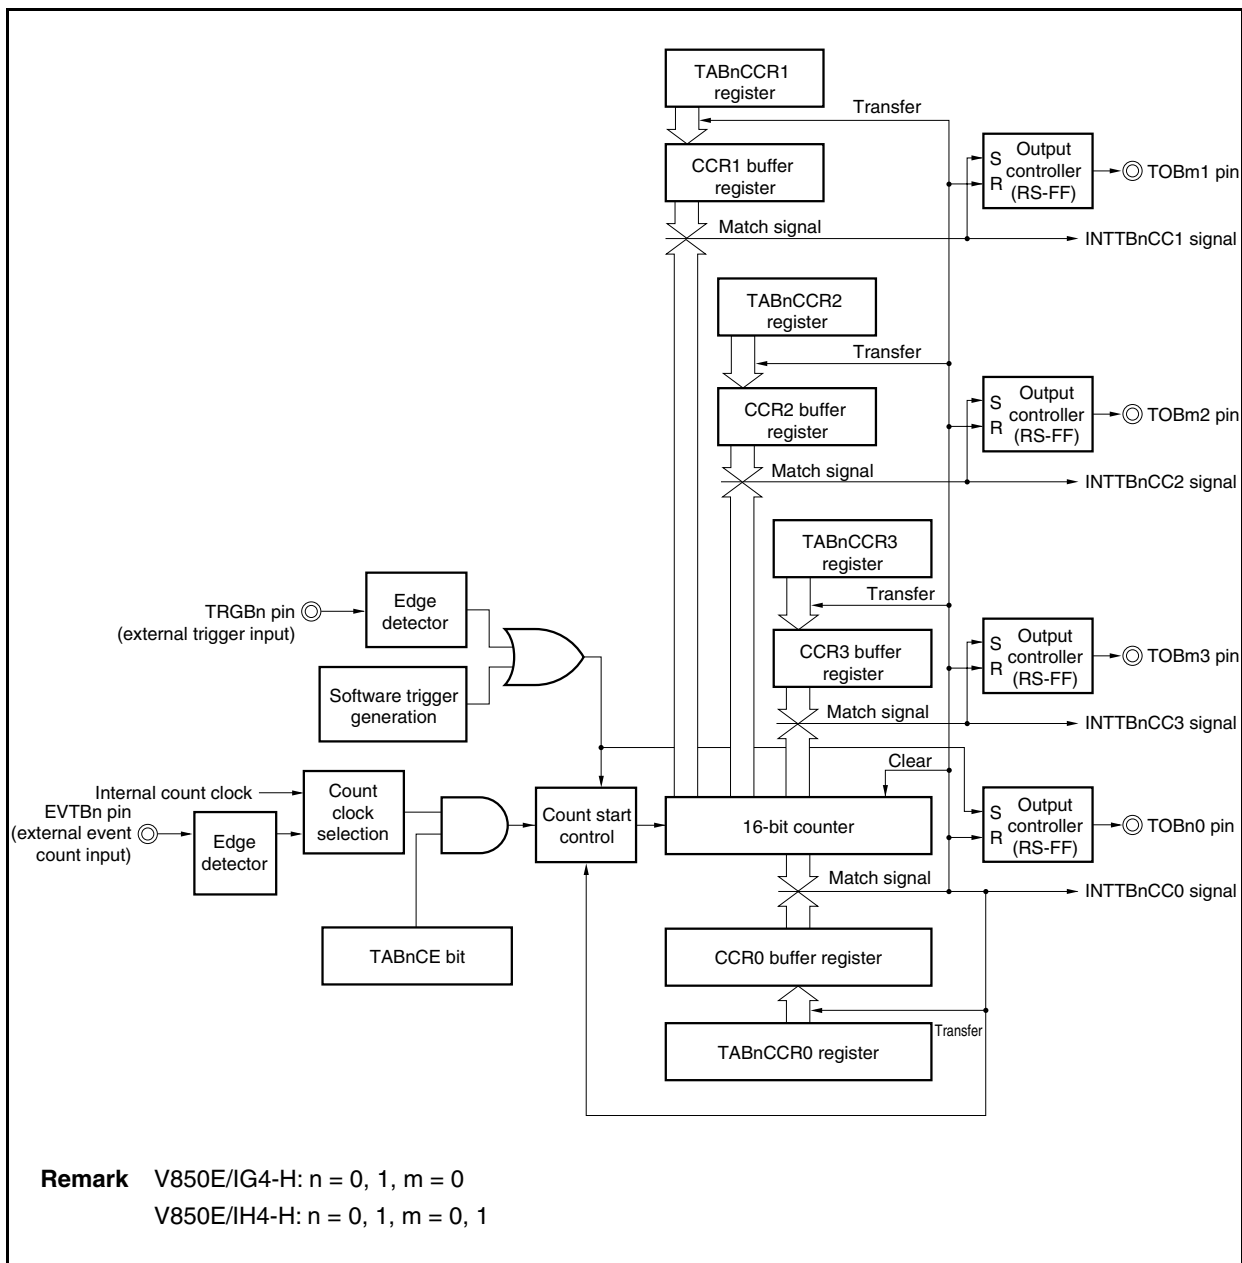 TABnCCR1
register
Transfer
CCR1 buffer
register
S
R
Output
controller
(RS-FF)
TOBm1 pin
Match signal
INTTBnCC1 signal
TABnCCR2
register
Transfer
CCR2 buffer
register
S
R
Output
controller
(RS-FF)
TOBm2 pin
Match signal
INTTBnCC2 signal
TABnCCR3
register
Transfer
CCR3 buffer
register
S
R
Output
controller
(RS-FF)
TOBm3 pin
Match signal
INTTBnCC3 signal
TRGBn pin
(external trigger input)
Edge
detector
Software trigger
generation
Internal count clock
EVTBn pin
(external event
count input)
Edge
detector
Count
clock
selection
TABnCE bit
Count start
control
Clear
16-bit counter
S
R
Output
controller
(RS-FF)
TOBn0 pin
Match signal
INTTBnCC0 signal
CCR0 buffer register
Transfer
TABnCCR0 register
Remark V850E/IG4-H: n = 0, 1, m = 0
V850E/IH4-H: n = 0, 1, m = 0, 1